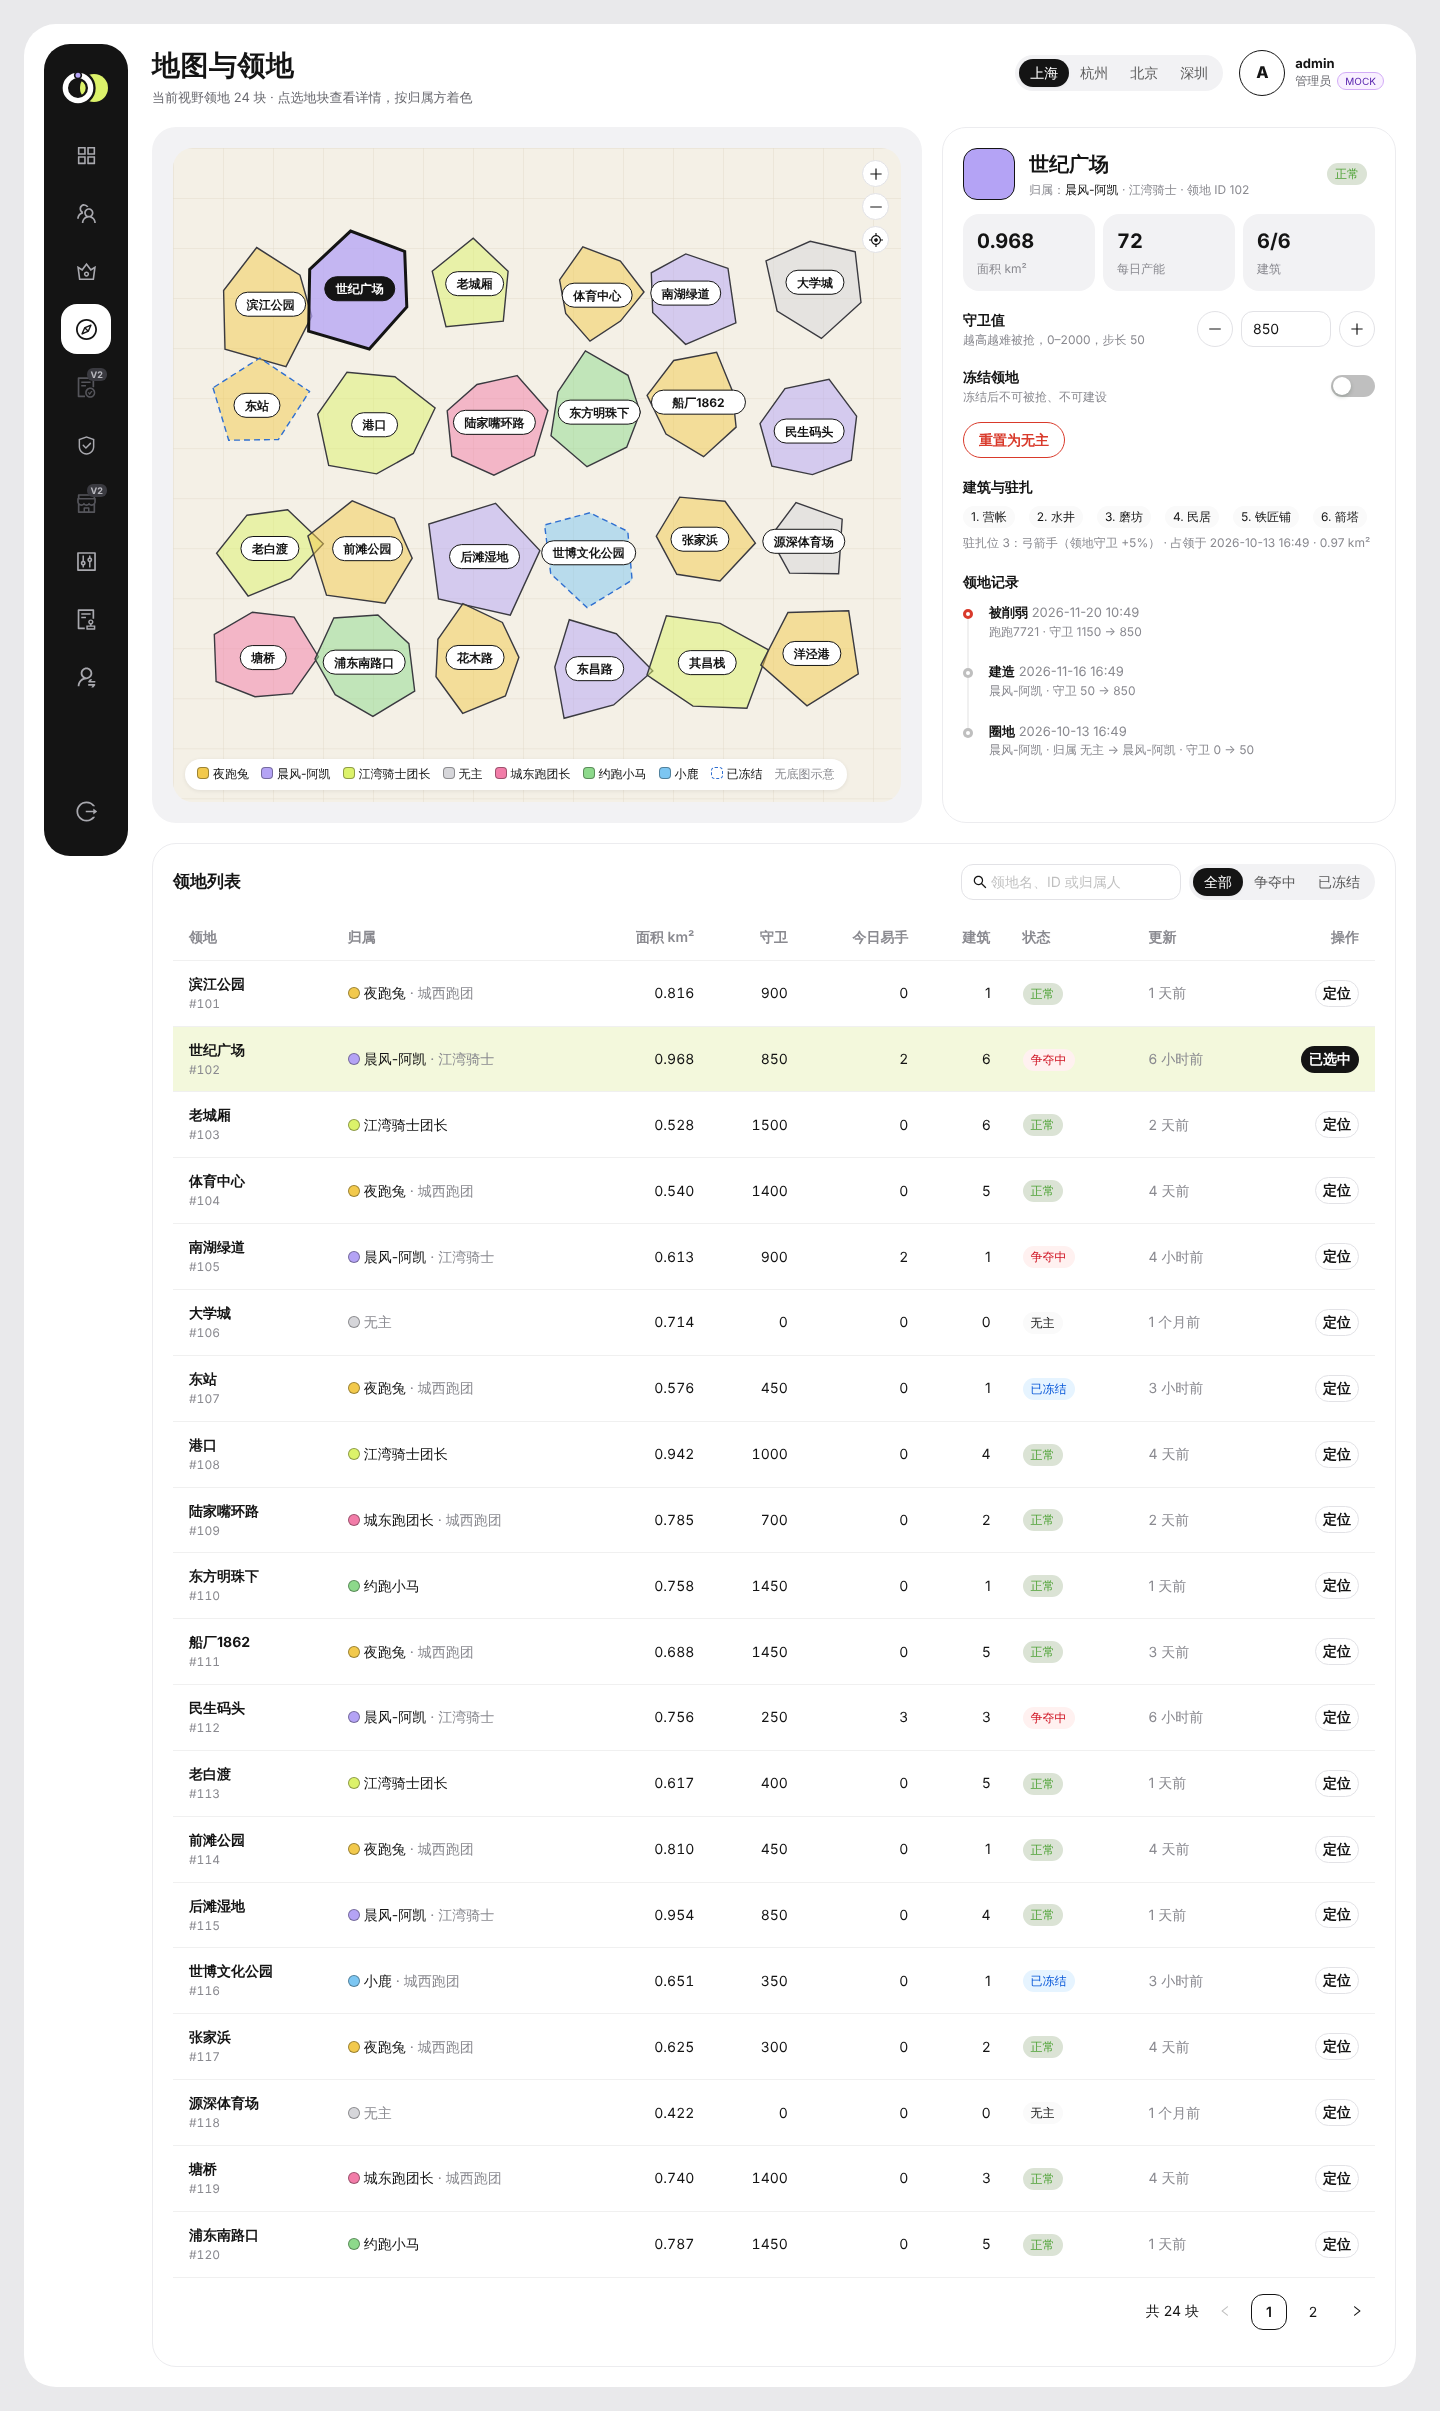 地图与领地
当前视野领地 24 块 · 点选地块查看详情，按归属方着色
上海 杭州 北京 深圳
A
admin
管理员 MOCK
V2
V2
滨江公园
世纪广场
老城厢
体育中心
南湖绿道
大学城
东站
港口
陆家嘴环路
东方明珠下
船厂1862
民生码头
老白渡
前滩公园
后滩湿地
世博文化公园
张家浜
源深体育场
塘桥
浦东南路口
花木路
东昌路
其昌栈
洋泾港
夜跑兔 晨风-阿凯 江湾骑士团长 无主 城东跑团长 约跑小马 小鹿 已冻结 无底图示意
世纪广场
归属：晨风-阿凯 · 江湾骑士 · 领地 ID 102
正常
0.968
面积 km²
72
每日产能
6/6
建筑
守卫值
越高越难被抢，0–2000，步长 50
850
冻结领地
冻结后不可被抢、不可建设
重置为无主
建筑与驻扎
1. 营帐 2. 水井 3. 磨坊 4. 民居 5. 铁匠铺 6. 箭塔
驻扎位 3：弓箭手（领地守卫 +5%） · 占领于 2026-10-13 16:49 · 0.97 km²
领地记录
被削弱 2026-11-20 10:49
跑跑7721 · 守卫 1150 → 850
建造 2026-11-16 16:49
晨风-阿凯 · 守卫 50 → 850
圈地 2026-10-13 16:49
晨风-阿凯 · 归属 无主 → 晨风-阿凯 · 守卫 0 → 50
领地列表
领地名、ID 或归属人
全部 争夺中 已冻结
领地 归属 面积 km² 守卫 今日易手 建筑 状态 更新 操作
滨江公园
#101
夜跑兔 · 城西跑团 0.816 900 0 1 正常 1 天前 定位
世纪广场
#102
晨风-阿凯 · 江湾骑士 0.968 850 2 6 争夺中 6 小时前 已选中
老城厢
#103
江湾骑士团长 0.528 1500 0 6 正常 2 天前 定位
体育中心
#104
夜跑兔 · 城西跑团 0.540 1400 0 5 正常 4 天前 定位
南湖绿道
#105
晨风-阿凯 · 江湾骑士 0.613 900 2 1 争夺中 4 小时前 定位
大学城
#106
无主 0.714 0 0 0 无主 1 个月前 定位
东站
#107
夜跑兔 · 城西跑团 0.576 450 0 1 已冻结 3 小时前 定位
港口
#108
江湾骑士团长 0.942 1000 0 4 正常 4 天前 定位
陆家嘴环路
#109
城东跑团长 · 城西跑团 0.785 700 0 2 正常 2 天前 定位
东方明珠下
#110
约跑小马 0.758 1450 0 1 正常 1 天前 定位
船厂1862
#111
夜跑兔 · 城西跑团 0.688 1450 0 5 正常 3 天前 定位
民生码头
#112
晨风-阿凯 · 江湾骑士 0.756 250 3 3 争夺中 6 小时前 定位
老白渡
#113
江湾骑士团长 0.617 400 0 5 正常 1 天前 定位
前滩公园
#114
夜跑兔 · 城西跑团 0.810 450 0 1 正常 4 天前 定位
后滩湿地
#115
晨风-阿凯 · 江湾骑士 0.954 850 0 4 正常 1 天前 定位
世博文化公园
#116
小鹿 · 城西跑团 0.651 350 0 1 已冻结 3 小时前 定位
张家浜
#117
夜跑兔 · 城西跑团 0.625 300 0 2 正常 4 天前 定位
源深体育场
#118
无主 0.422 0 0 0 无主 1 个月前 定位
塘桥
#119
城东跑团长 · 城西跑团 0.740 1400 0 3 正常 4 天前 定位
浦东南路口
#120
约跑小马 0.787 1450 0 5 正常 1 天前 定位
共 24 块 1 2